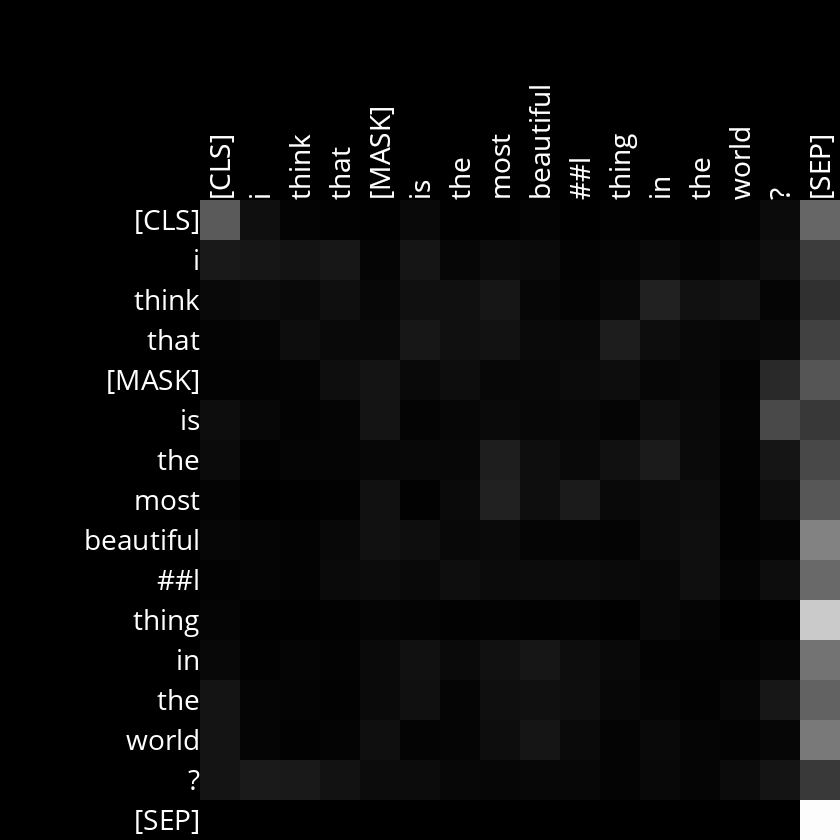 [CLS] i think that [MASK] is the most beautiful ##l thing in the world ? [SEP]
[CLS]
i
think
that
[MASK]
is
the
most
beautiful
##l
thing
in
the
world
?
[SEP]